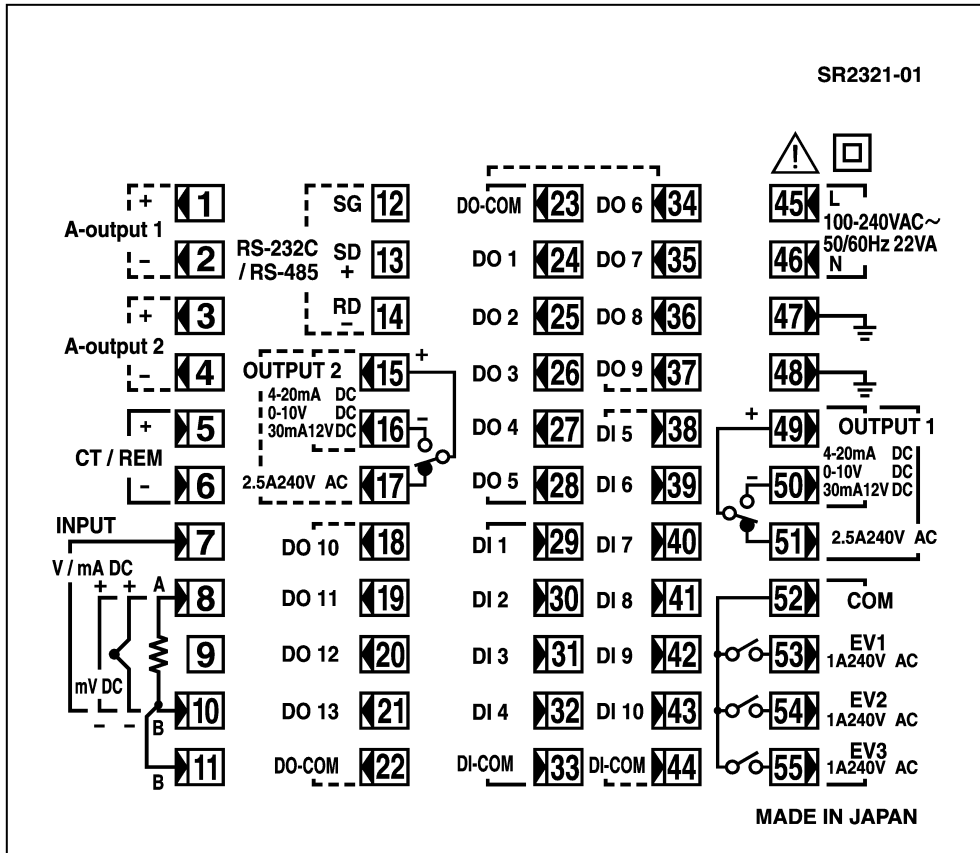 SR2321-01
+
1
A-output 1
-
2
+
3
A-output 2
-
4
+
5
CT / REM
-
6
INPUT
7
V / mA DC
+ + A
8
9
mV DC
10
- - B
11
B
SG 12
RS-232C
/ RS-485
SD
+
13
RD
-
14
OUTPUT 2 15 +
4-20mA DC
0-10V DC
30mA12V DC
16 -
2.5A240V AC 17
DO 10 18
DO 11 19
DO 12 20
DO 13 21
DO-COM 22
DO-COM 23
DO 1 24
DO 2 25
DO 3 26
DO 4 27
DO 5 28
DI 1 29
DI 2 30
DI 3 31
DI 4 32
DI-COM 33
DO 6 34
DO 7 35
DO 8 36
DO 9 37
DI 5 38
DI 6 39
DI 7 40
DI 8 41
DI 9 42
DI 10 43
DI-COM 44
!
45 L
100-240VAC~
50/60Hz 22VA
46 N
47
48
+ 49 OUTPUT 1
4-20mA DC
0-10V DC
30mA12V DC
- 50
51 2.5A240V AC
52 COM
53 EV1
1A240V AC
54 EV2
1A240V AC
55 EV3
1A240V AC
MADE IN JAPAN